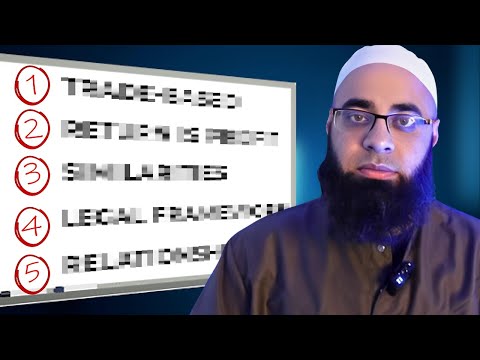 1 TRADE-BASED
2 RETURN IS PROFIT
3 SIMILARITIES
4 LEGAL
5